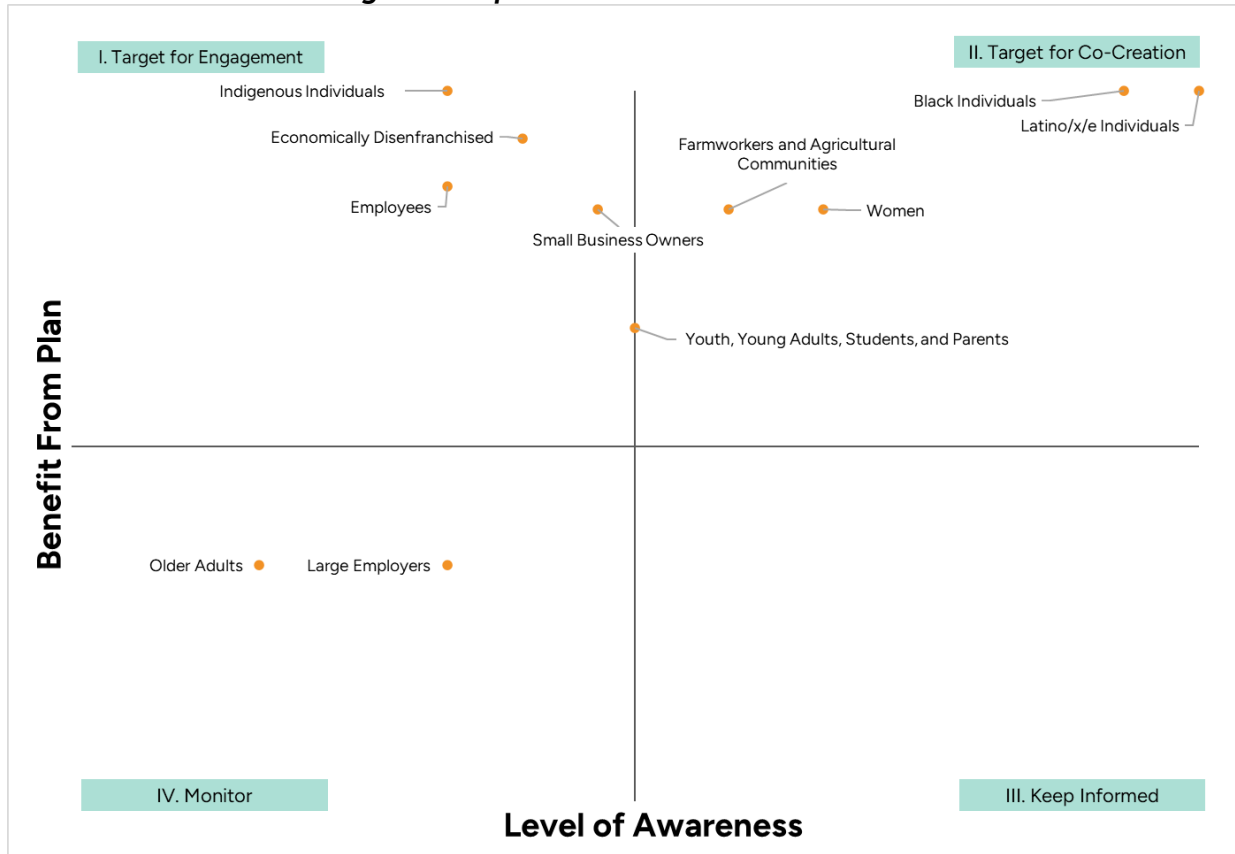 I. Target for Engagement
II. Target for Co-Creation
Indigenous Individuals
Black Individuals
Latino/x/e Individuals
Economically Disenfranchised
Farmworkers and Agricultural
Communities
Employees
Women
Small Business Owners
Youth, Young Adults, Students, and Parents
Benefit From Plan
Older Adults
Large Employers
IV. Monitor
III. Keep Informed
Level of Awareness